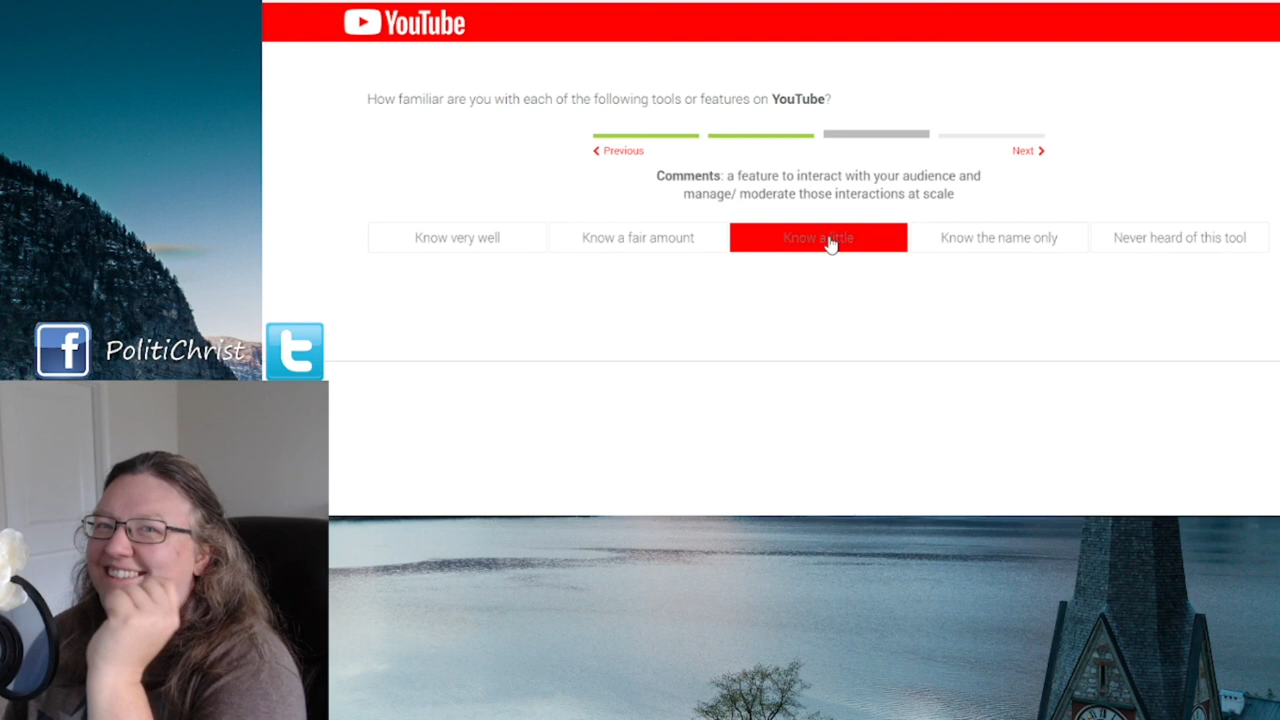 YouTube
How familiar are you with each of the following tools or features on YouTube?
Previous
Next
Comments: a feature to interact with your audience and
manage/ moderate those interactions at scale
Know very well
Know a fair amount
Know a little
Know the name only
Never heard of this tool
f
PolitiChrist
t